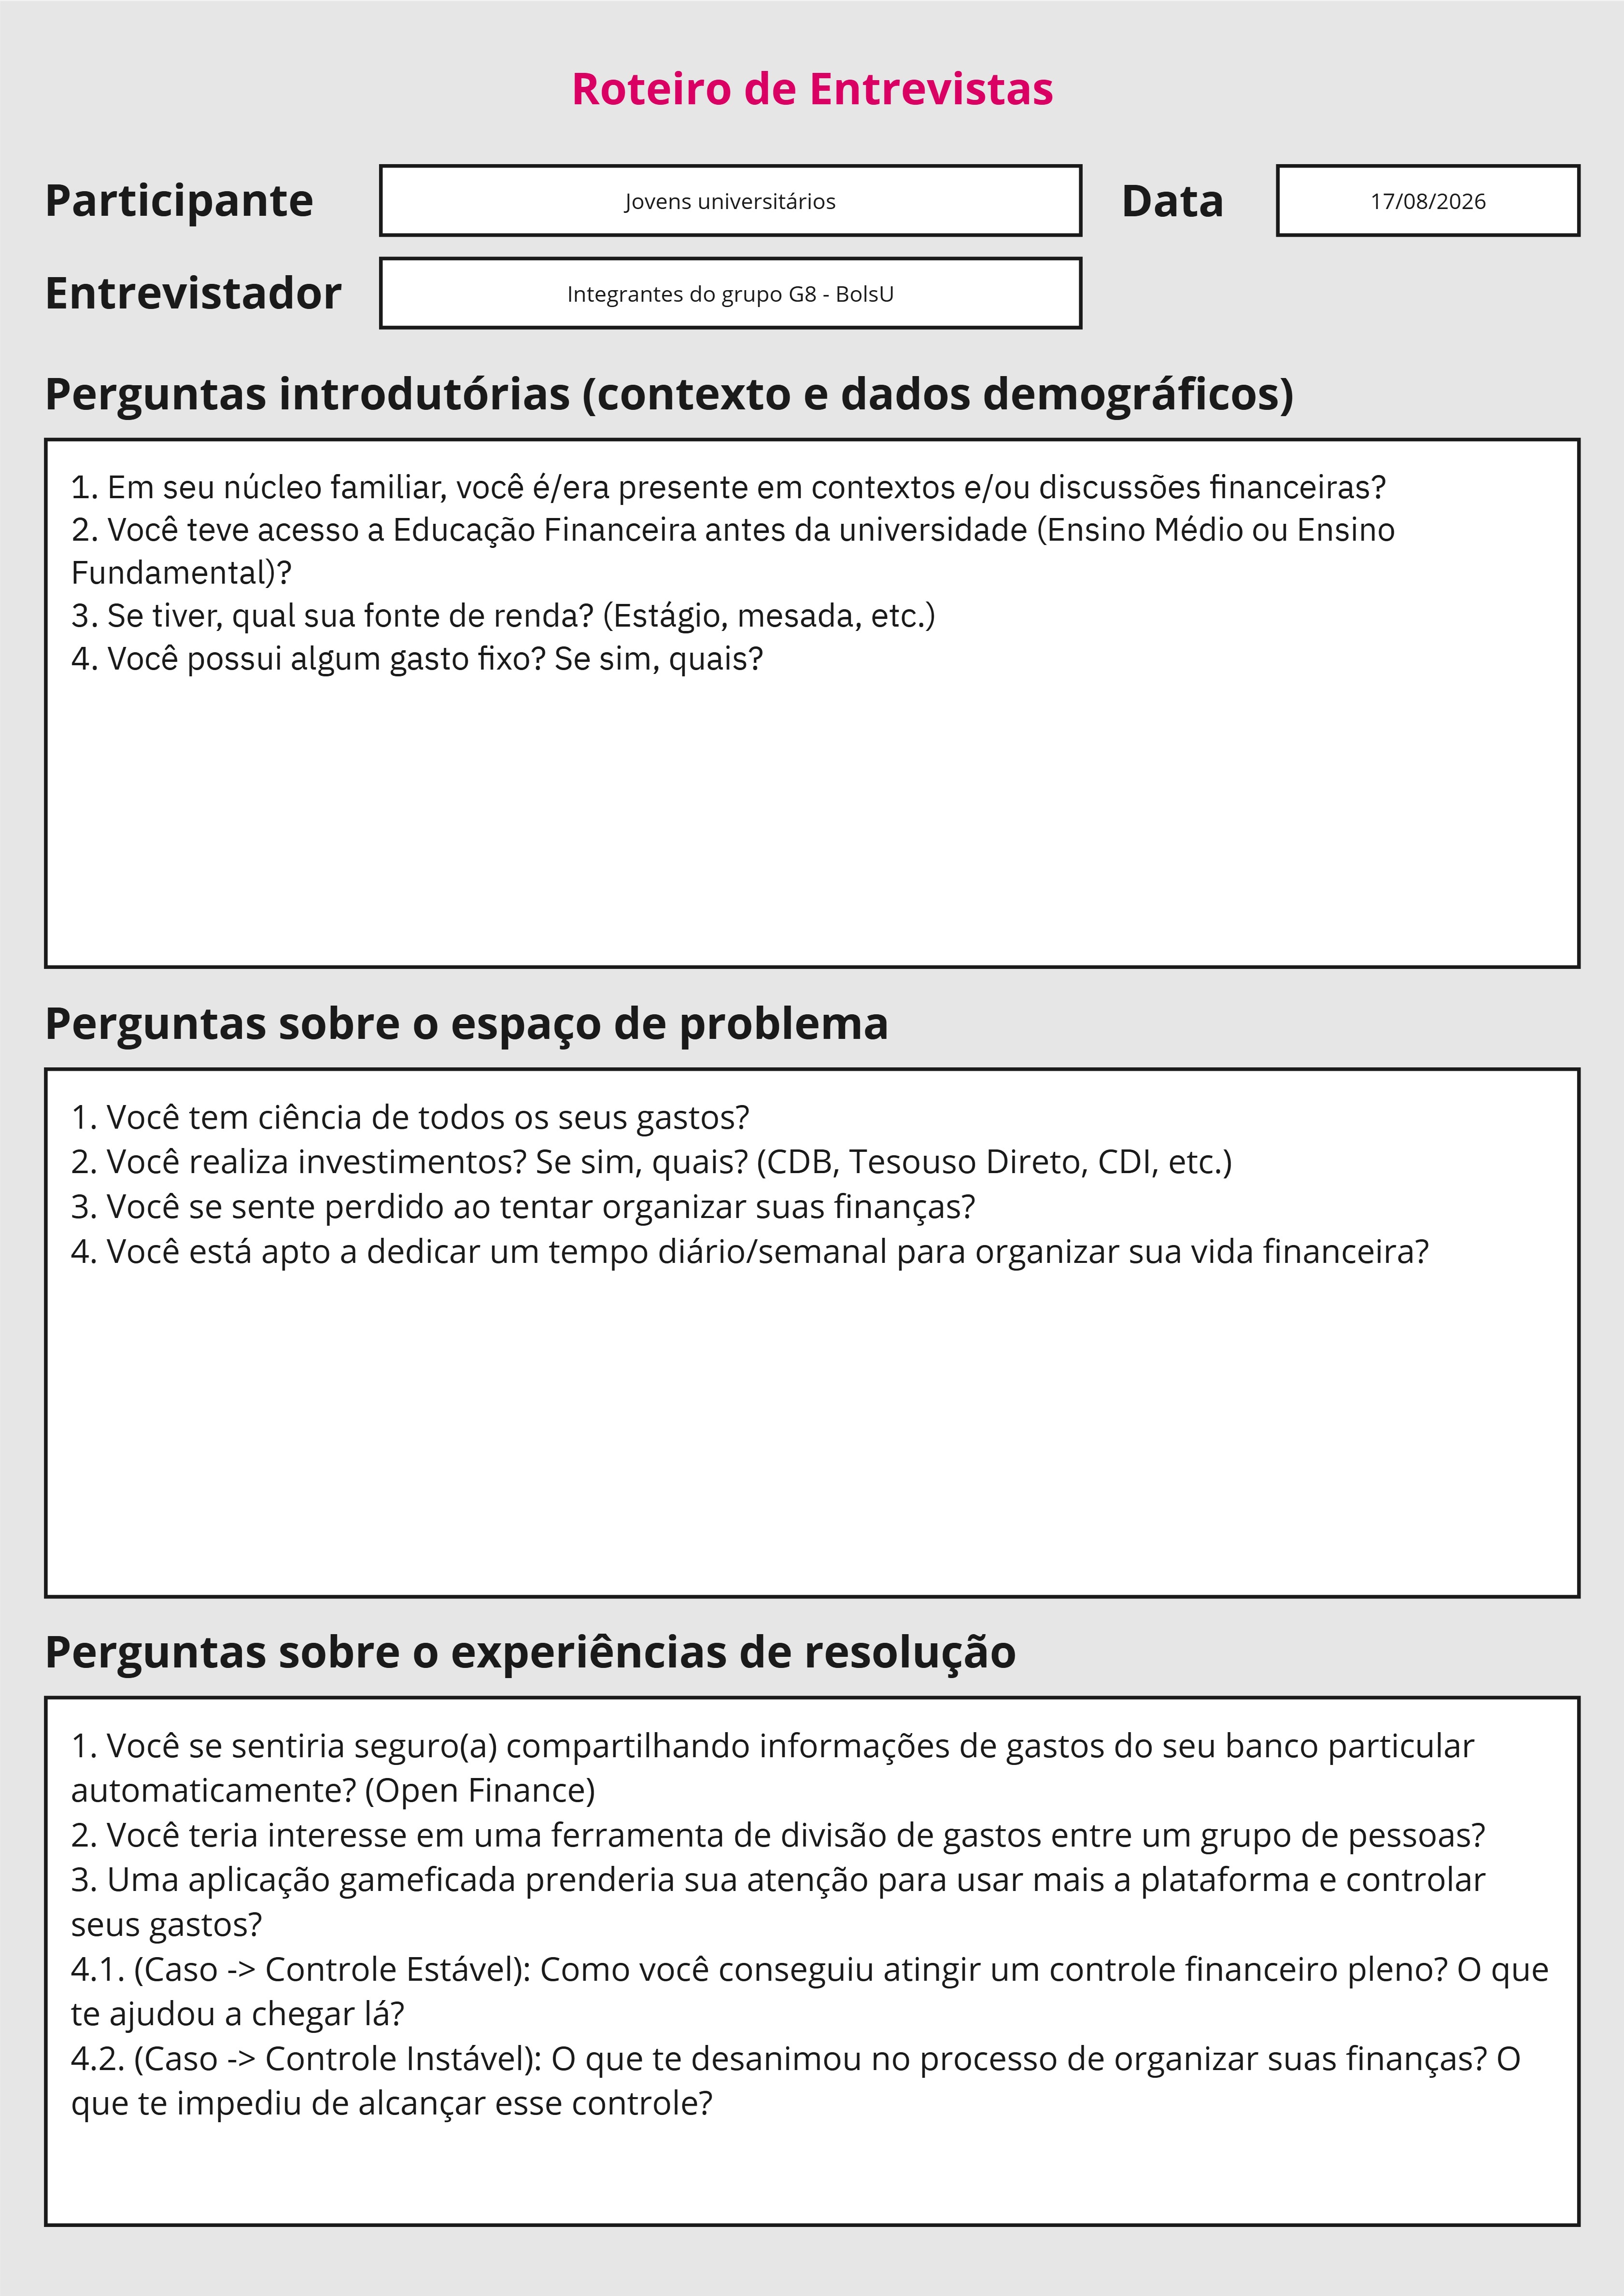 Roteiro de Entrevistas
Participante
Jovens universitários
Data
17/08/2026
Entrevistador
Integrantes do grupo G8 - BolsU
Perguntas introdutórias (contexto e dados demográficos)
1. Em seu núcleo familiar, você é/era presente em contextos e/ou discussões financeiras?
2. Você teve acesso a Educação Financeira antes da universidade (Ensino Médio ou Ensino
Fundamental)?
3. Se tiver, qual sua fonte de renda? (Estágio, mesada, etc.)
4. Você possui algum gasto fixo? Se sim, quais?
Perguntas sobre o espaço de problema
1. Você tem ciência de todos os seus gastos?
2. Você realiza investimentos? Se sim, quais? (CDB, Tesouso Direto, CDI, etc.)
3. Você se sente perdido ao tentar organizar suas finanças?
4. Você está apto a dedicar um tempo diário/semanal para organizar sua vida financeira?
Perguntas sobre o experiências de resolução
1. Você se sentiria seguro(a) compartilhando informações de gastos do seu banco particular
automaticamente? (Open Finance)
2. Você teria interesse em uma ferramenta de divisão de gastos entre um grupo de pessoas?
3. Uma aplicação gameficada prenderia sua atenção para usar mais a plataforma e controlar
seus gastos?
4.1. (Caso -> Controle Estável): Como você conseguiu atingir um controle financeiro pleno? O que
te ajudou a chegar lá?
4.2. (Caso -> Controle Instável): O que te desanimou no processo de organizar suas finanças? O
que te impediu de alcançar esse controle?